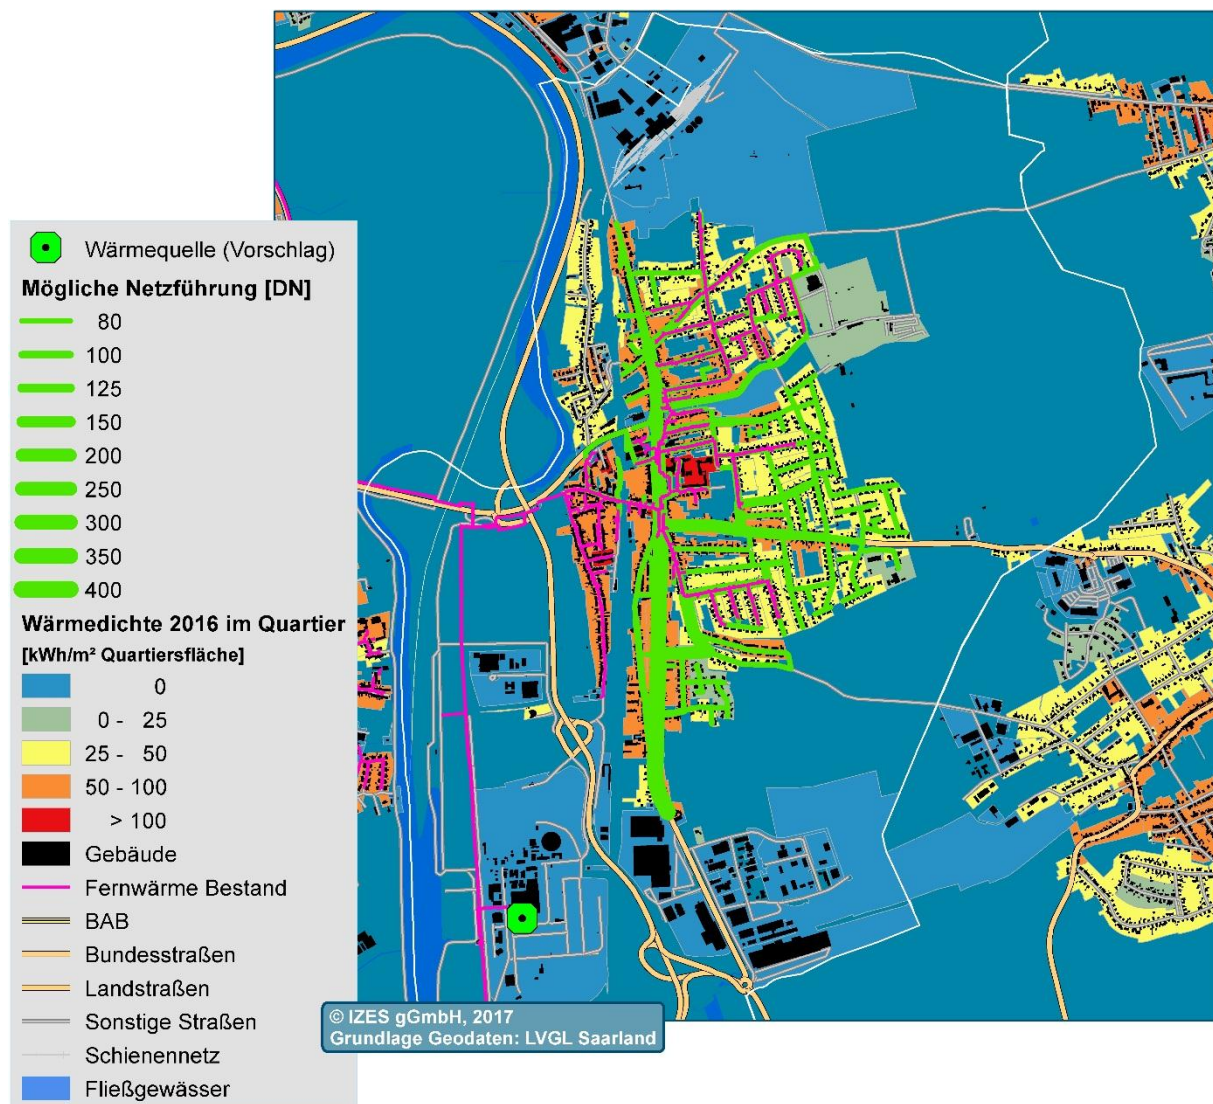 Wärmequelle (Vorschlag)
Mögliche Netzführung [DN]
80
100
125
150
200
250
300
350
400
Wärmedichte 2016 im Quartier
[kWh/m² Quartiersfläche]
0
0 - 25
25 - 50
50 - 100
> 100
Gebäude
Fernwärme Bestand
BAB
Bundesstraßen
Landstraßen
Sonstige Straßen
Schienennetz
Fließgewässer
© IZES gGmbH, 2017
Grundlage Geodaten: LVGL Saarland